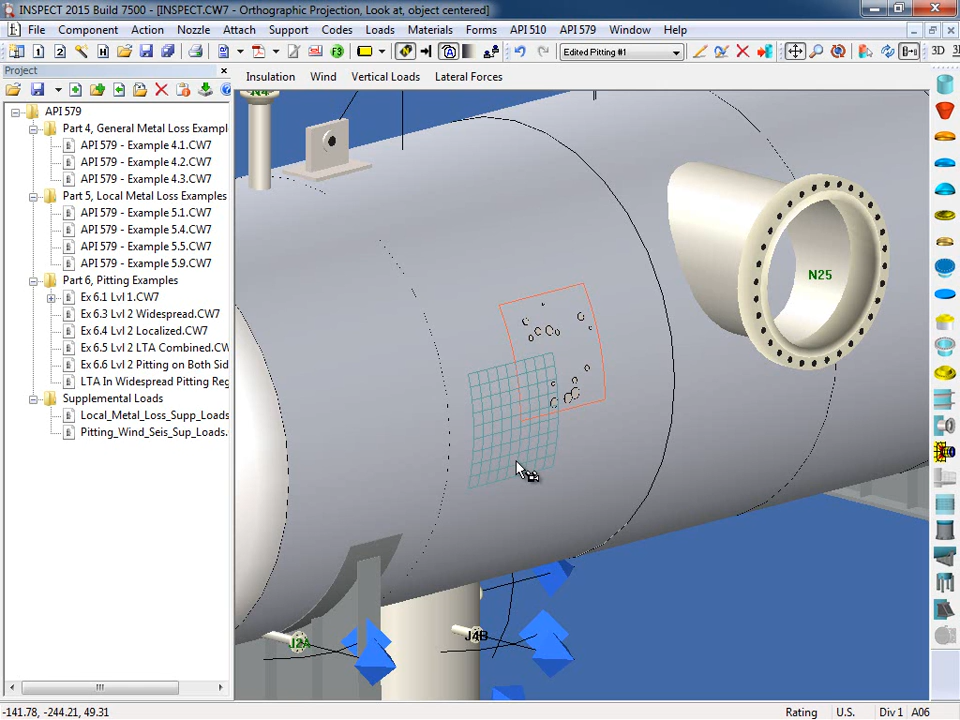 INSPECT 2015 Build 7500 - [INSPECT.CW7 - Orthographic Projection, Look at, object centered]
File Component Action Nozzle Attach Support Codes Loads Materials Forms API 510 API 579 Window Help
1 2 F3 Edited Pitting #1 3D
Project
Insulation Wind Vertical Loads Lateral Forces
API 579
Part 4, General Metal Loss Exampl
API 579 - Example 4.1.CW7
API 579 - Example 4.2.CW7
API 579 - Example 4.3.CW7
Part 5, Local Metal Loss Examples
API 579 - Example 5.1.CW7
API 579 - Example 5.4.CW7
API 579 - Example 5.5.CW7
API 579 - Example 5.9.CW7
Part 6, Pitting Examples
Ex 6.1 Lvl 1.CW7
Ex 6.3 Lvl 2 Widespread.CW7
Ex 6.4 Lvl 2 Localized.CW7
Ex 6.5 Lvl 2 LTA Combined.CW
Ex 6.6 Lvl 2 Pitting on Both Sid
LTA In Widespread Pitting Reg
Supplemental Loads
Local_Metal_Loss_Supp_Loads
Pitting_Wind_Seis_Sup_Loads.
N25
J2A
J4B
-141.78, -244.21, 49.31
Rating U.S. Div 1 A06